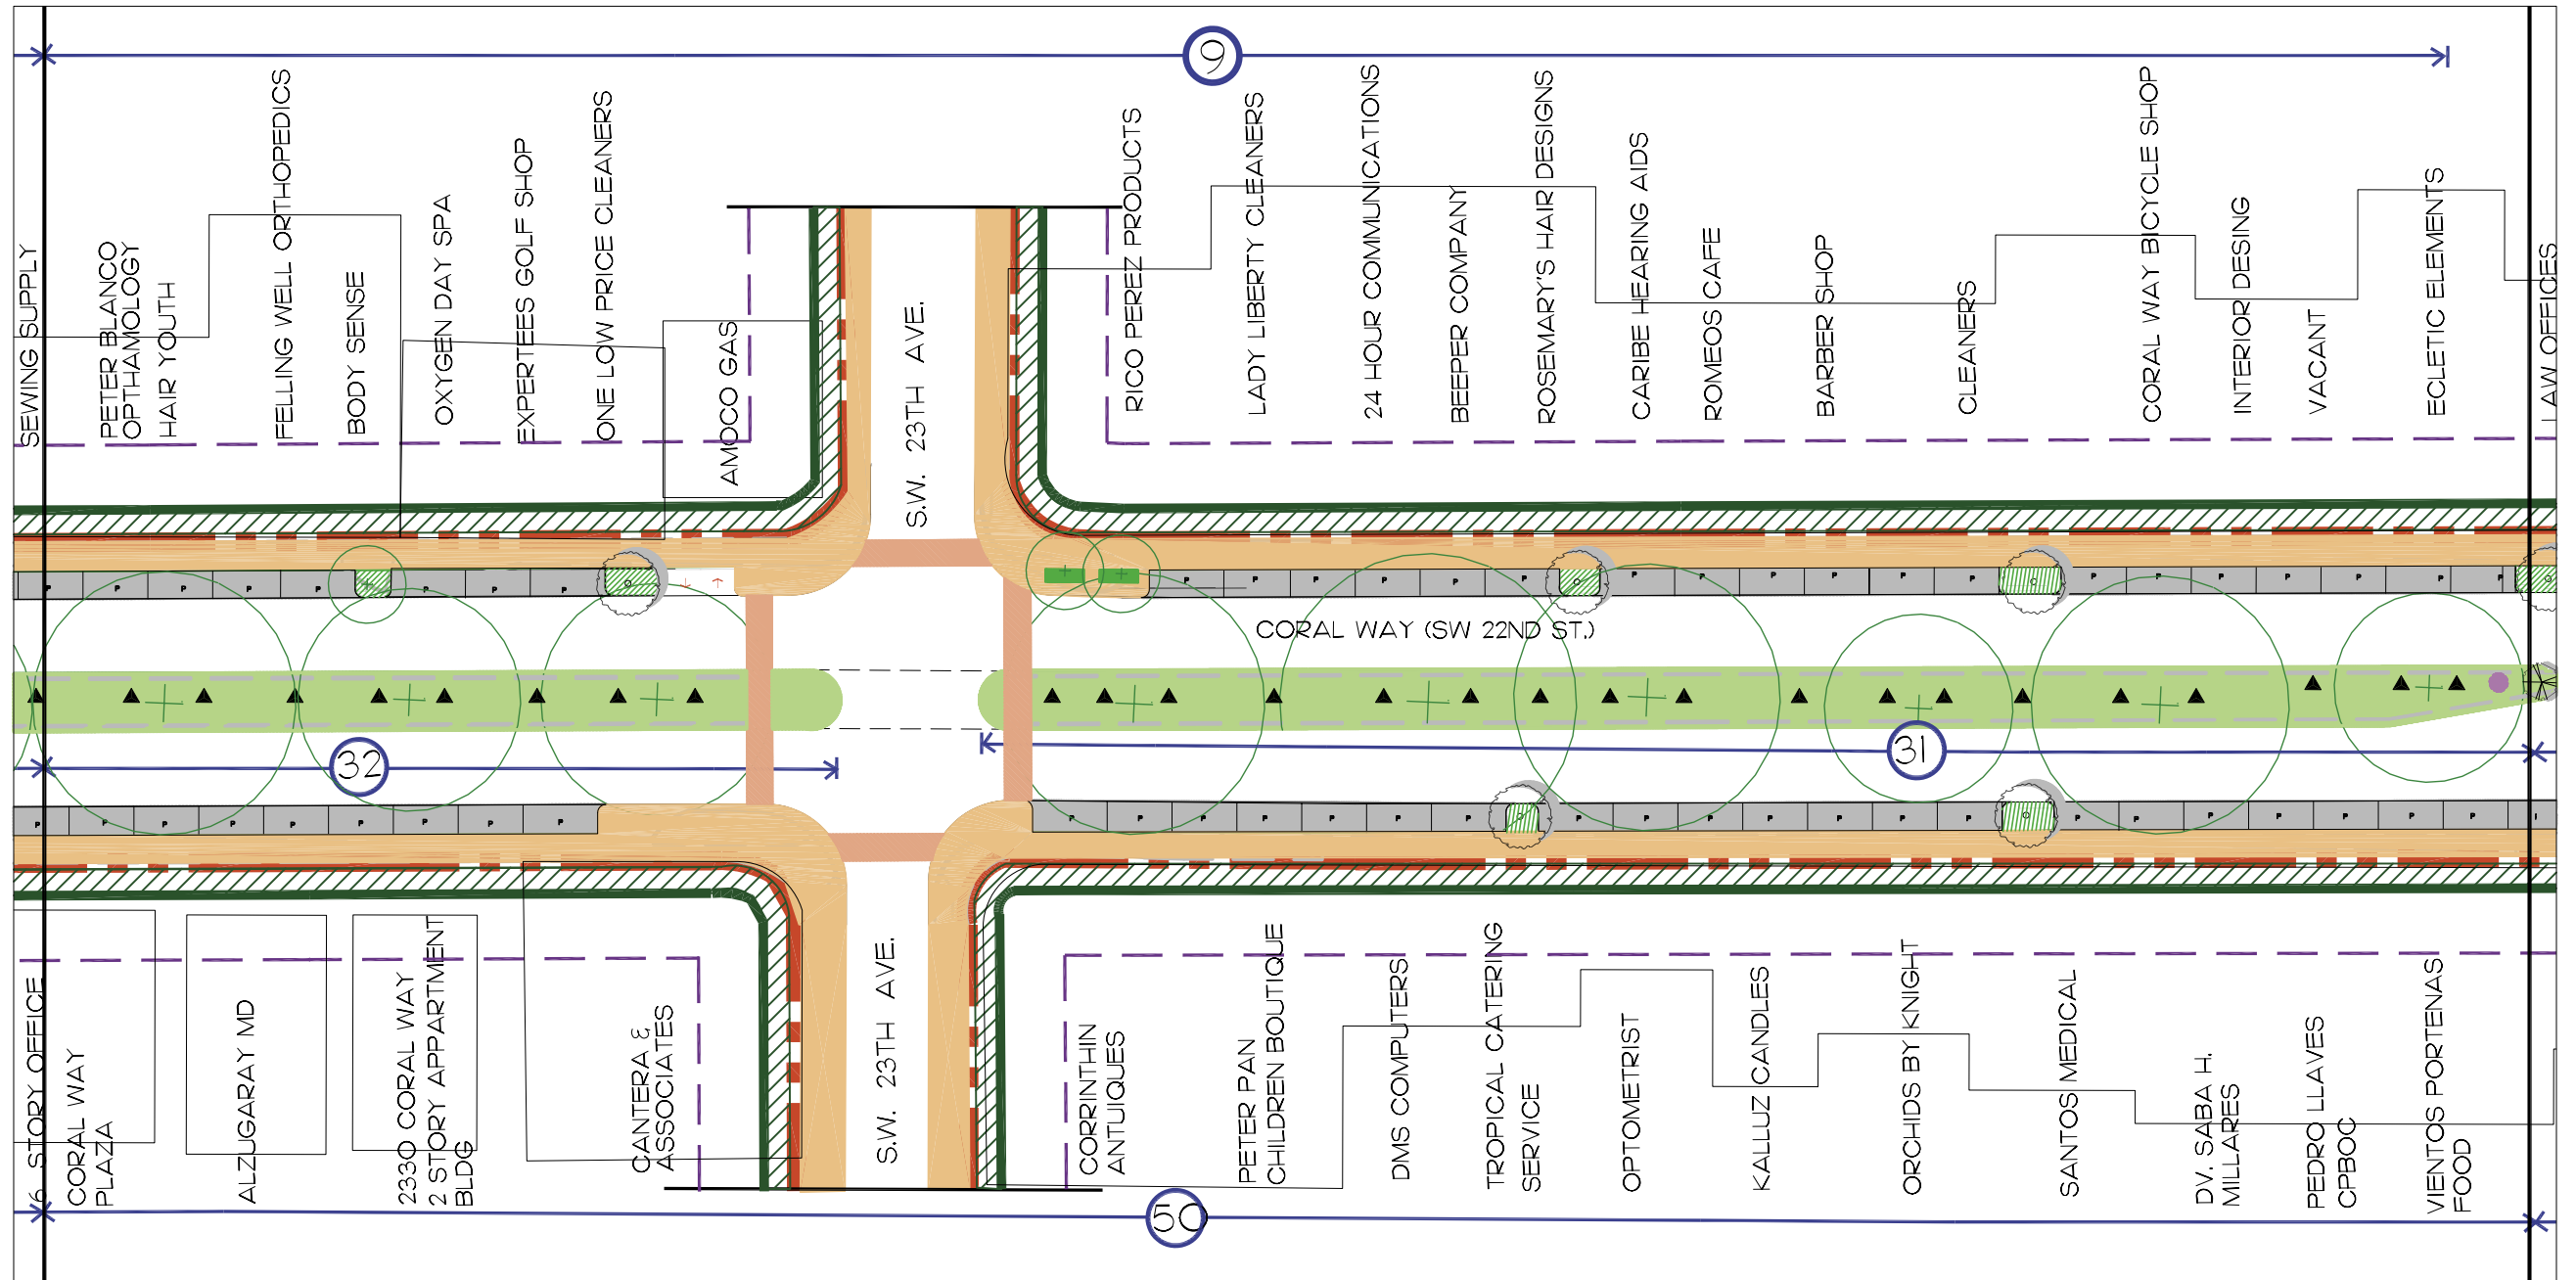 9
SEWING SUPPLY
PETER BLANCO
OPTHAMOLOGY
HAIR YOUTH
FELLING WELL ORTHOPEDICS
BODY SENSE
OXYGEN DAY SPA
EXPERTEES GOLF SHOP
ONE LOW PRICE CLEANERS
AMOCO GAS
S.W. 23TH AVE.
RICO PEREZ PRODUCTS
LADY LIBERTY CLEANERS
24 HOUR COMMUNICATIONS
BEEPER COMPANY
ROSEMARY'S HAIR DESIGNS
CARIBE HEARING AIDS
ROMEOS CAFE
BARBER SHOP
CLEANERS
CORAL WAY BICYCLE SHOP
INTERIOR DESING
VACANT
ECLETIC ELEMENTS
LAW OFFICES
P P P P P P P P P P P P P P P P P P P P P P P P P P P
CORAL WAY (SW 22ND ST.)
32
31
P P P P P P P P P P P P P P P P P P P P P P P P P P P P P
6 STORY OFFICE
CORAL WAY
PLAZA
ALZUGARAY MD
2330 CORAL WAY
2 STORY APPARTMENT
BLDG
CANTERA &
ASSOCIATES
S.W. 23TH AVE.
CORRINTHIN
ANTUIQUES
PETER PAN
CHILDREN BOUTIQUE
DMS COMPUTERS
TROPICAL CATERING
SERVICE
OPTOMETRIST
KALLUZ CANDLES
ORCHIDS BY KNIGHT
SANTOS MEDICAL
DV. SABA H.
MILLARES
PEDRO LLAVES
CPBOC
VIENTOS PORTENAS
FOOD
50